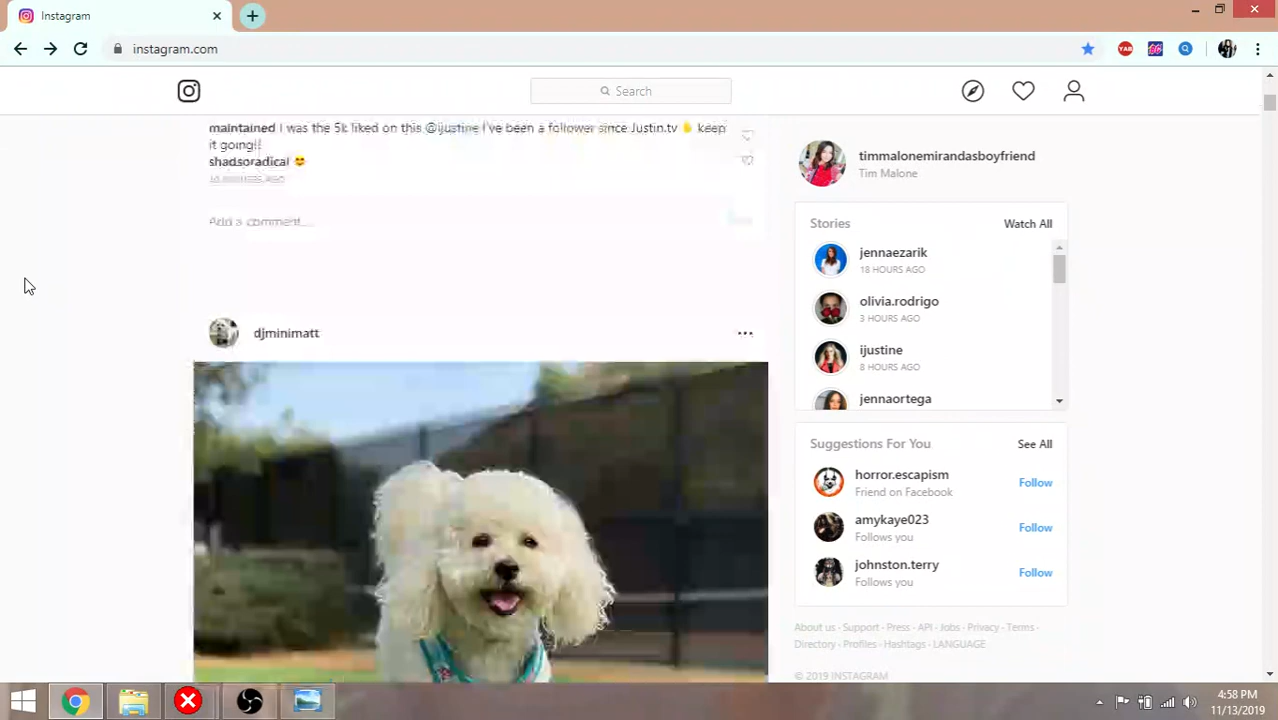 Instagram
instagram.com
YAB
Search
maintained I was the 5k liked on this @ijustine I've been a follower since Justin.tv ✋ keep
it going!!
shadsoradical 😍
Add a comment...
djminimatt
timmalonemirandasboyfriend
Tim Malone
Stories Watch All
jennaezarik
18 HOURS AGO
olivia.rodrigo
3 HOURS AGO
ijustine
8 HOURS AGO
jennaortega
Suggestions For You See All
horror.escapism
Friend on Facebook
Follow
amykaye023
Follows you
Follow
johnston.terry
Follows you
Follow
About us · Support · Press · API · Jobs · Privacy · Terms ·
Directory · Profiles · Hashtags · LANGUAGE
© 2019 INSTAGRAM
4:58 PM
11/13/2019